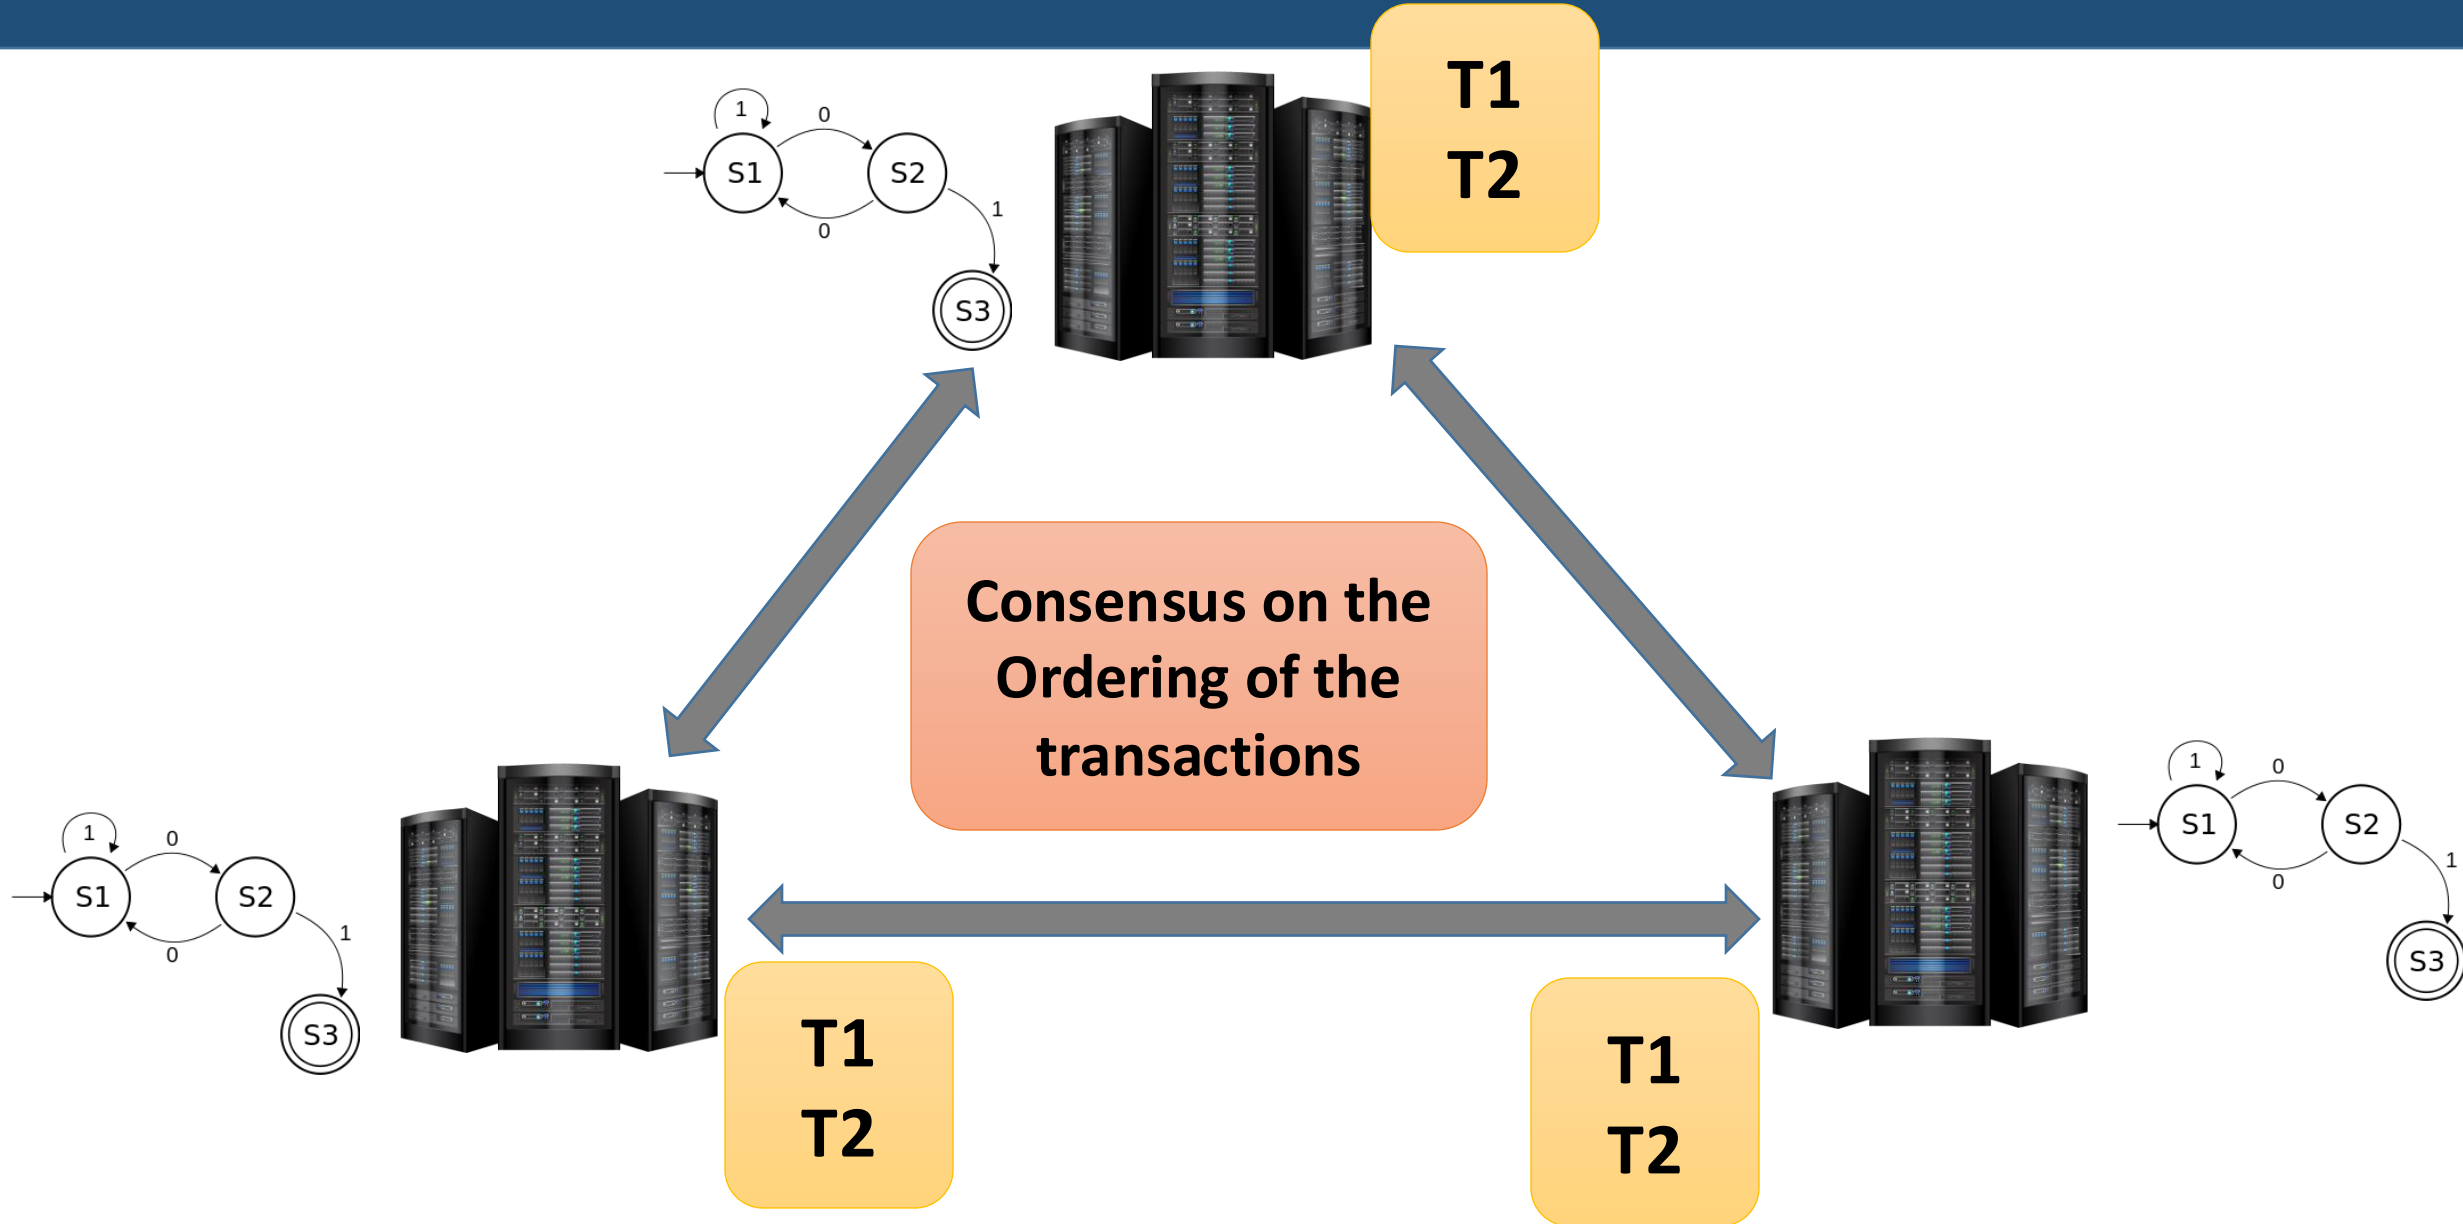 T1
T2
1
0
S1
S2
0
1
S3
Consensus on the
Ordering of the
transactions
1
0
S1
S2
0
1
S3
T1
T2
1
0
S1
S2
0
1
S3
T1
T2